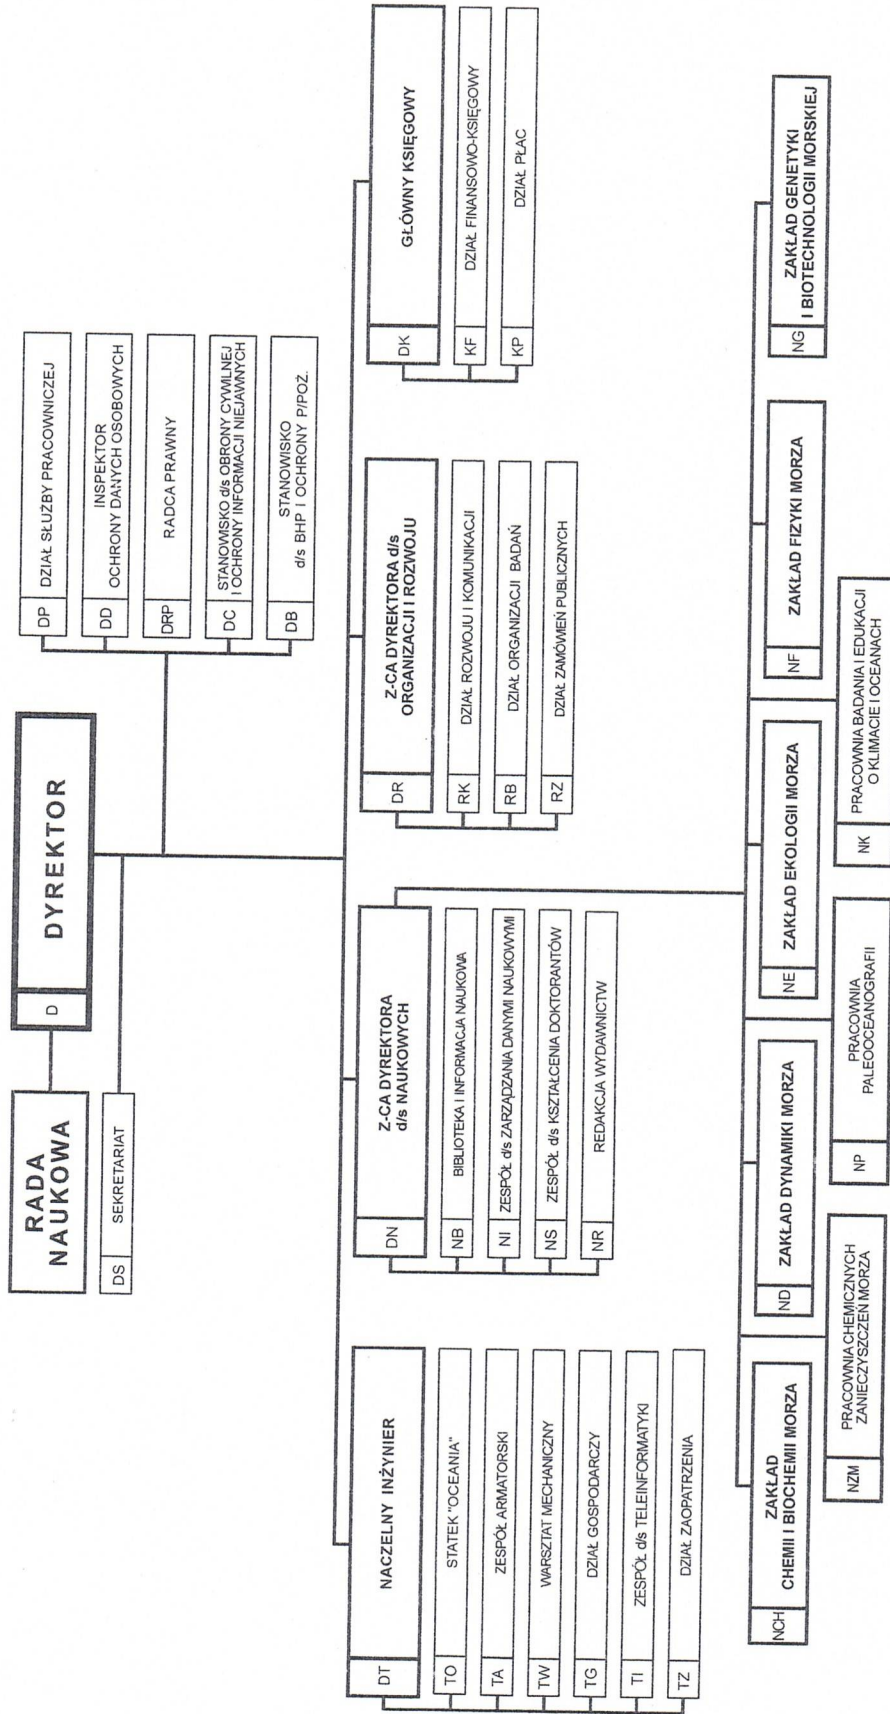 RADA
NAUKOWA
D
DYREKTOR
DS
SEKRETARIAT
DP
DZIAŁ SŁUŻBY PRACOWNICZEJ
DD
INSPEKTOR
OCHRONY DANYCH OSOBOWYCH
DRP
RADCA PRAWNY
DC
STANOWISKO d/s OBRONY CYWILNEJ
I OCHRONY INFORMACJI NIEJAWNYCH
DB
STANOWISKO
d/s BHP I OCHRONY P/POŻ.
DT
NACZELNY INŻYNIER
TO
STATEK "OCEANIA"
TA
ZESPÓŁ ARMATORSKI
TW
WARSZTAT MECHANICZNY
TG
DZIAŁ GOSPODARCZY
TI
ZESPÓŁ d/s TELEINFORMATYKI
TZ
DZIAŁ ZAOPATRZENIA
DN
Z-CA DYREKTORA
d/s NAUKOWYCH
NB
BIBLIOTEKA I INFORMACJA NAUKOWA
NI
ZESPÓŁ d/s ZARZĄDZANIA DANYMI NAUKOWYMI
NS
ZESPÓŁ d/s KSZTAŁCENIA DOKTORANTÓW
NR
REDAKCJA WYDAWNICTW
DR
Z-CA DYREKTORA d/s
ORGANIZACJI I ROZWOJU
RK
DZIAŁ ROZWOJU I KOMUNIKACJI
RB
DZIAŁ ORGANIZACJI BADAŃ
RZ
DZIAŁ ZAMÓWIEŃ PUBLICZNYCH
DK
GŁÓWNY KSIĘGOWY
KF
DZIAŁ FINANSOWO-KSIĘGOWY
KP
DZIAŁ PŁAC
NCH
ZAKŁAD
CHEMII I BIOCHEMII MORZA
ND
ZAKŁAD DYNAMIKI MORZA
NE
ZAKŁAD EKOLOGII MORZA
NF
ZAKŁAD FIZYKI MORZA
NG
ZAKŁAD GENETYKI
I BIOTECHNOLOGII MORSKIEJ
NZM
PRACOWNIA CHEMICZNYCH
ZANIECZYSZCZEŃ MORZA
NP
PRACOWNIA
PALEOOCEANOGRAFII
NK
PRACOWNIA BADANIA I EDUKACJI
O KLIMACIE I OCEANACH